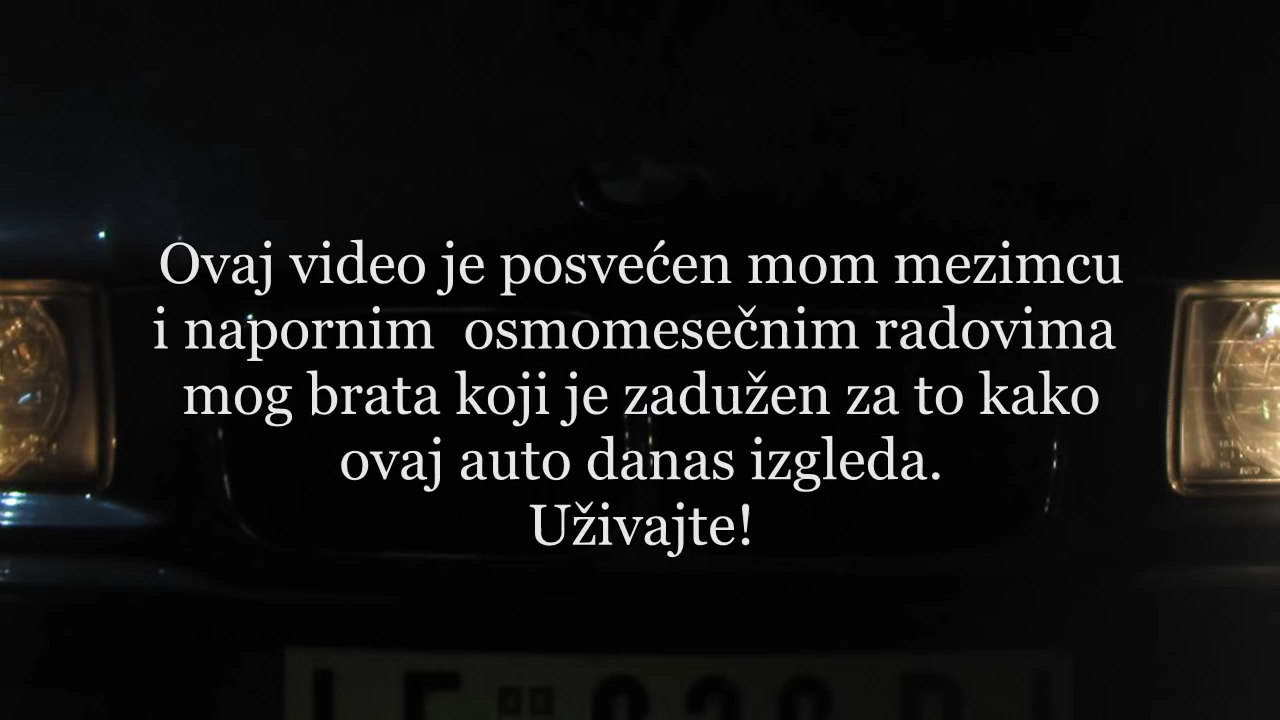 Ovaj video je posvećen mom mezimcu
i napornim  osmomesečnim radovima
mog brata koji je zadužen za to kako
ovaj auto danas izgleda.
Uživajte!